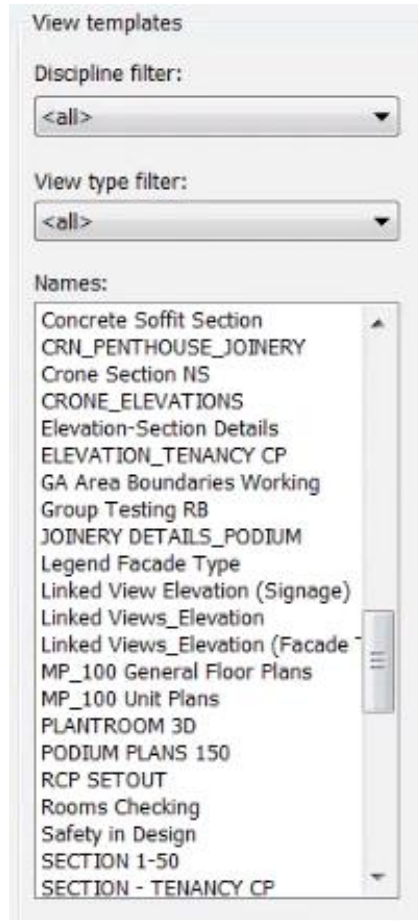 View templates
Discipline filter:
<all>
View type filter:
<all>
Names:
Concrete Soffit Section
CRN_PENTHOUSE_JOINERY
Crone Section NS
CRONE_ELEVATIONS
Elevation-Section Details
ELEVATION_TENANCY CP
GA Area Boundaries Working
Group Testing RB
JOINERY DETAILS_PODIUM
Legend Facade Type
Linked View Elevation (Signage)
Linked Views_Elevation
Linked Views_Elevation (Facade T
MP_100 General Floor Plans
MP_100 Unit Plans
PLANTROOM 3D
PODIUM PLANS 150
RCP SETOUT
Rooms Checking
Safety in Design
SECTION 1-50
SECTION - TENANCY CP